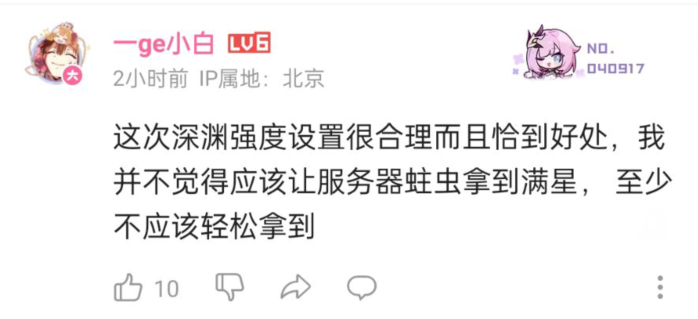 一ge小白 LV6
NO.
040917
大
2小时前 IP属地：北京
这次深渊强度设置很合理而且恰到好处，我
并不觉得应该让服务器蛀虫拿到满星， 至少
不应该轻松拿到
10